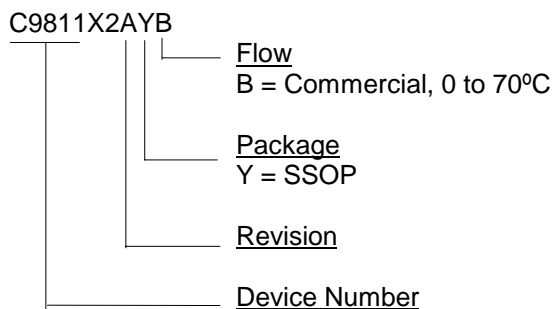 C9811X2AYB
Flow
B = Commercial, 0 to 70ºC
Package
Y = SSOP
Revision
Device Number